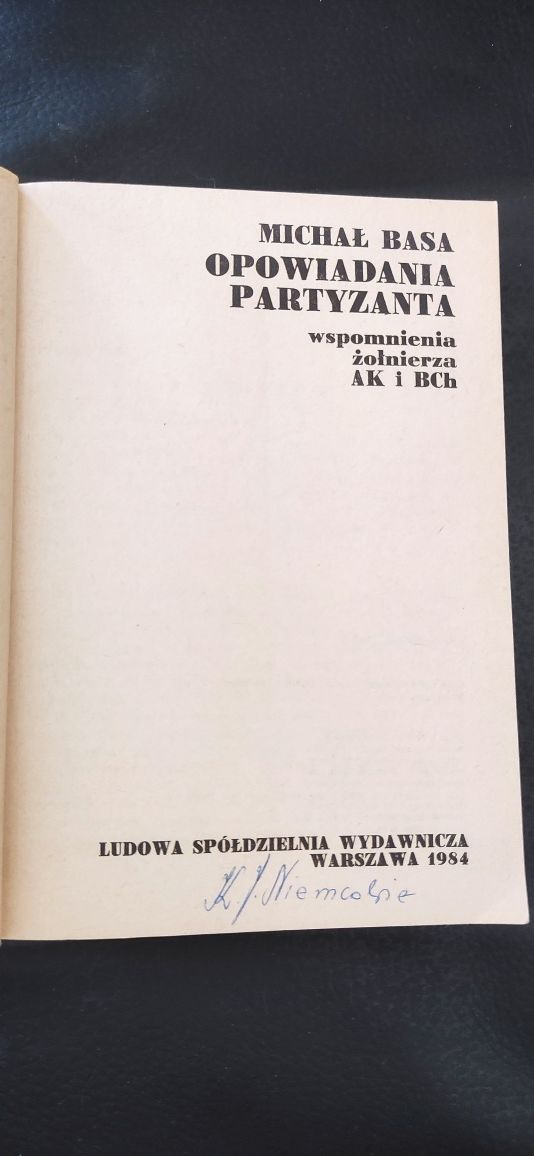 MICHAŁ BASA
OPOWIADANIA
PARTYZANTA
wspomnienia
żołnierza
AK i BCh
LUDOWA SPÓŁDZIELNIA WYDAWNICZA
WARSZAWA 1984
K. J.